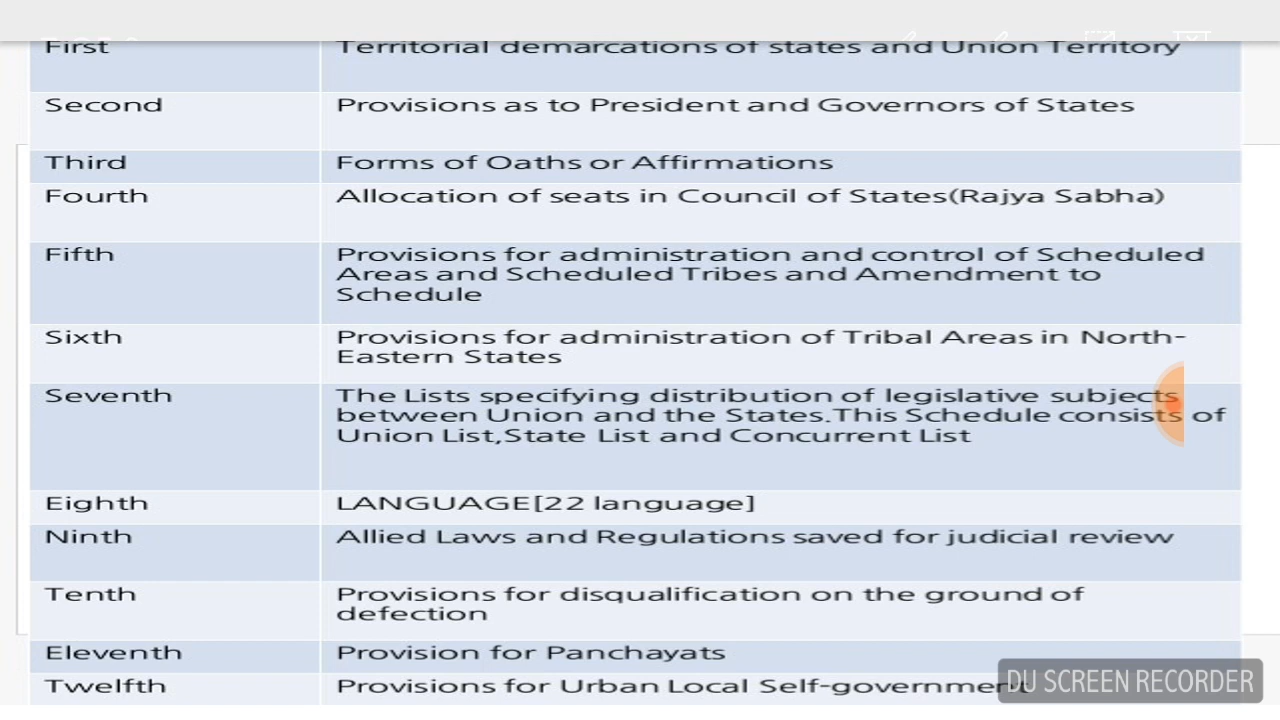 First Territorial demarcations of states and Union Territory
Second Provisions as to President and Governors of States
Third Forms of Oaths or Affirmations
Fourth Allocation of seats in Council of States(Rajya Sabha)
Fifth Provisions for administration and control of Scheduled
Areas and Scheduled Tribes and Amendment to
Schedule
Sixth Provisions for administration of Tribal Areas in North-
Eastern States
Seventh The Lists specifying distribution of legislative subjects
between Union and the States.This Schedule consists of
Union List,State List and Concurrent List
Eighth LANGUAGE[22 language]
Ninth Allied Laws and Regulations saved for judicial review
Tenth Provisions for disqualification on the ground of
defection
Eleventh Provision for Panchayats
Twelfth Provisions for Urban Local Self-government
DU SCREEN RECORDER